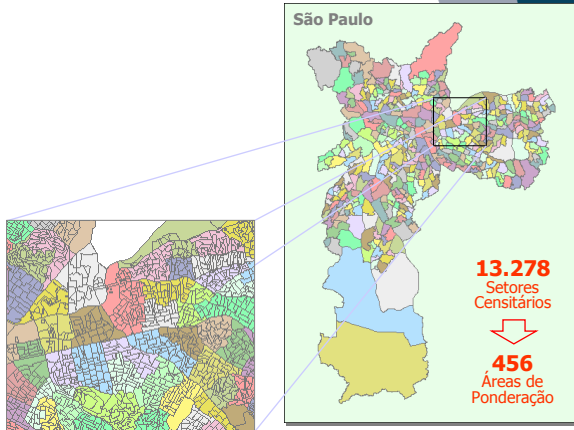 São Paulo
13.278
Setores
Censitários
456
Áreas de
Ponderação